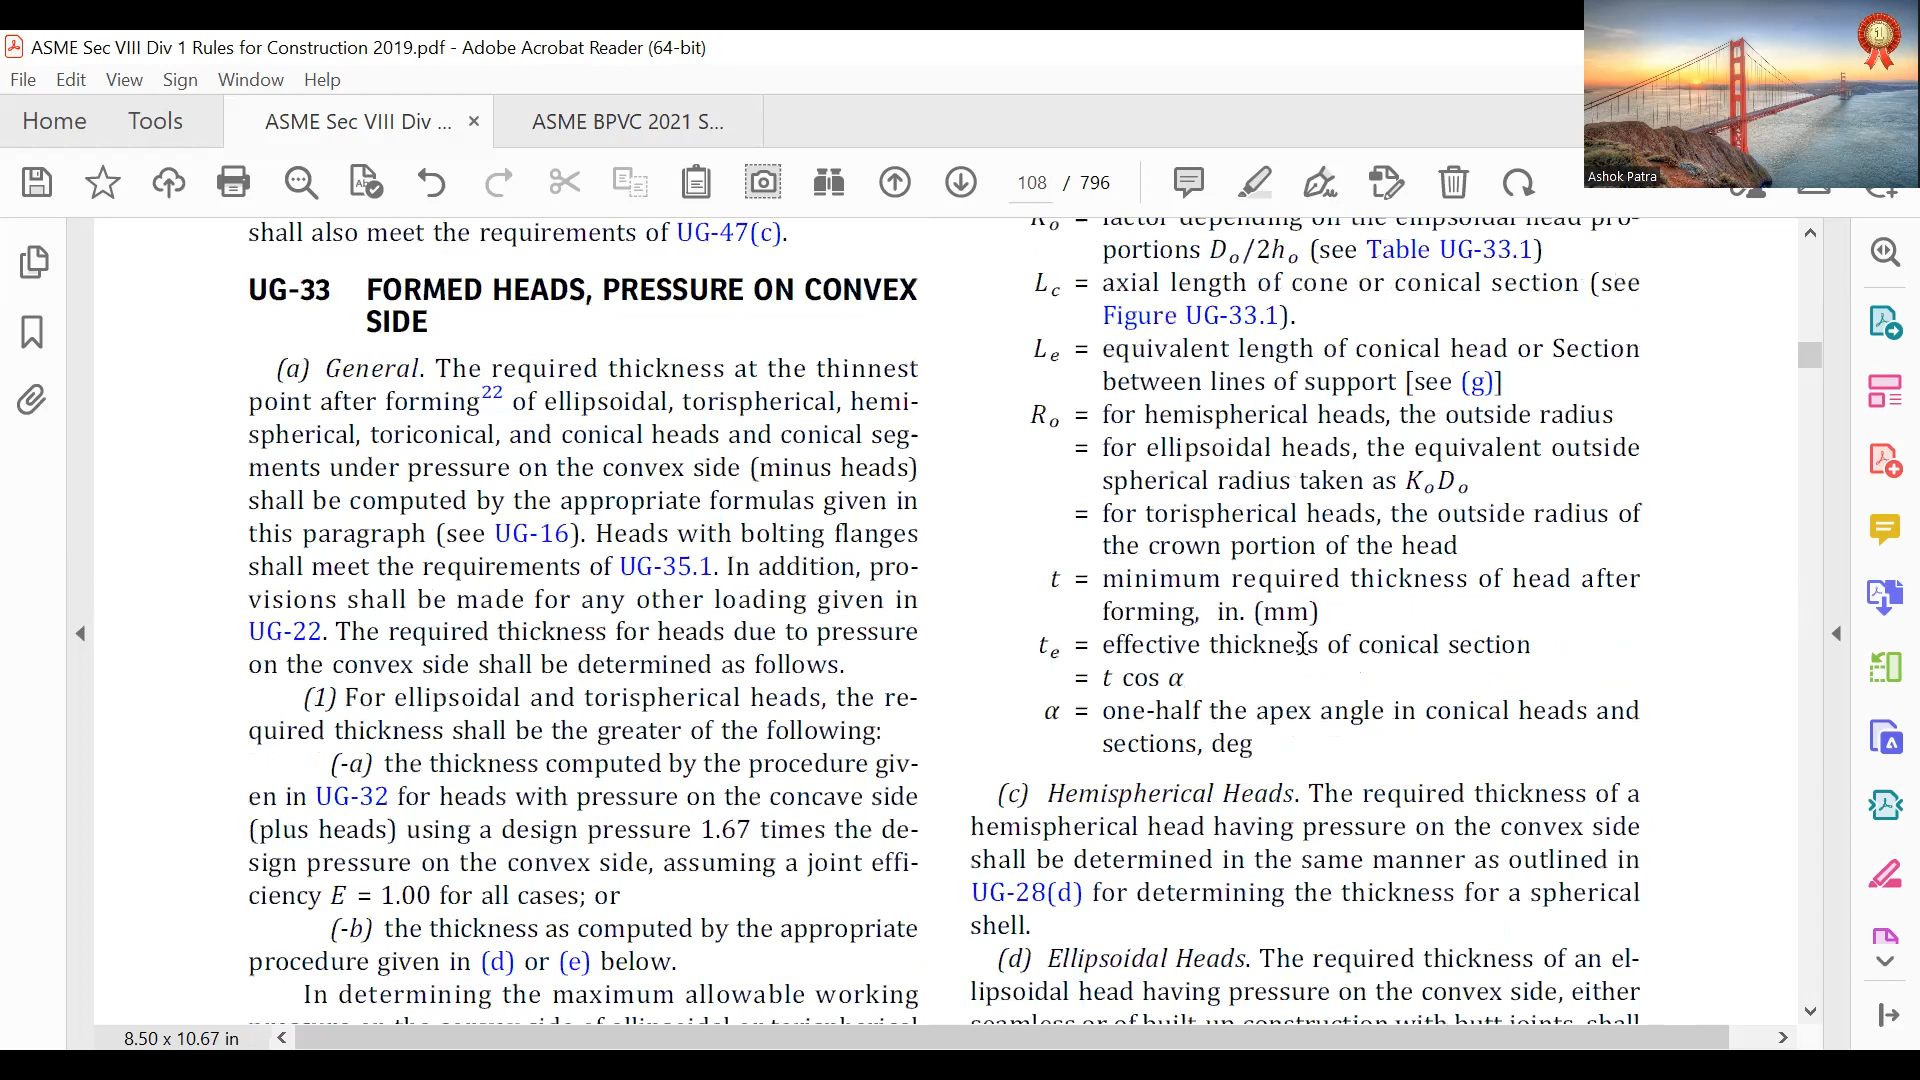 ASME Sec VIII Div 1 Rules for Construction 2019.pdf - Adobe Acrobat Reader (64-bit)
File Edit View Sign Window Help
Home Tools ASME Sec VIII Div ... × ASME BPVC 2021 S...
108 / 796
Ashok Patra
shall also meet the requirements of UG-47(c).
UG-33 FORMED HEADS, PRESSURE ON CONVEX
SIDE
(a) General. The required thickness at the thinnest
point after forming22 of ellipsoidal, torispherical, hemi-
spherical, toriconical, and conical heads and conical seg-
ments under pressure on the convex side (minus heads)
shall be computed by the appropriate formulas given in
this paragraph (see UG-16). Heads with bolting flanges
shall meet the requirements of UG-35.1. In addition, pro-
visions shall be made for any other loading given in
UG-22. The required thickness for heads due to pressure
on the convex side shall be determined as follows.
(1) For ellipsoidal and torispherical heads, the re-
quired thickness shall be the greater of the following:
(-a) the thickness computed by the procedure giv-
en in UG-32 for heads with pressure on the concave side
(plus heads) using a design pressure 1.67 times the de-
sign pressure on the convex side, assuming a joint effi-
ciency E = 1.00 for all cases; or
(-b) the thickness as computed by the appropriate
procedure given in (d) or (e) below.
In determining the maximum allowable working
factor depending on the ellipsoidal head pro-
portions Do/2ho (see Table UG-33.1)
Lc = axial length of cone or conical section (see
Figure UG-33.1).
Le = equivalent length of conical head or Section
between lines of support [see (g)]
Ro = for hemispherical heads, the outside radius
= for ellipsoidal heads, the equivalent outside
spherical radius taken as KoDo
= for torispherical heads, the outside radius of
the crown portion of the head
t = minimum required thickness of head after
forming, in. (mm)
te = effective thickness of conical section
= t cos α
α = one-half the apex angle in conical heads and
sections, deg
(c) Hemispherical Heads. The required thickness of a
hemispherical head having pressure on the convex side
shall be determined in the same manner as outlined in
UG-28(d) for determining the thickness for a spherical
shell.
(d) Ellipsoidal Heads. The required thickness of an el-
lipsoidal head having pressure on the convex side, either
seamless or of built-up construction with butt joints, shall
8.50 x 10.67 in